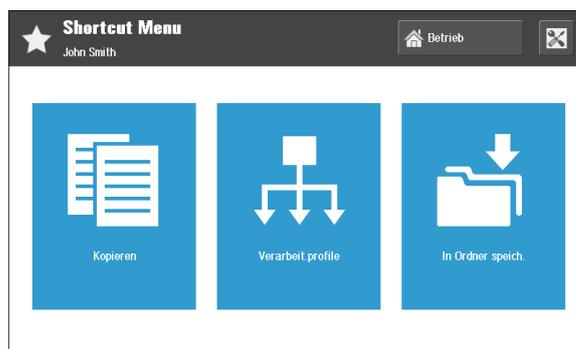 Shortcut Menu
John Smith
Betrieb
Kopieren
Verarbeit.profile
In Ordner speich.